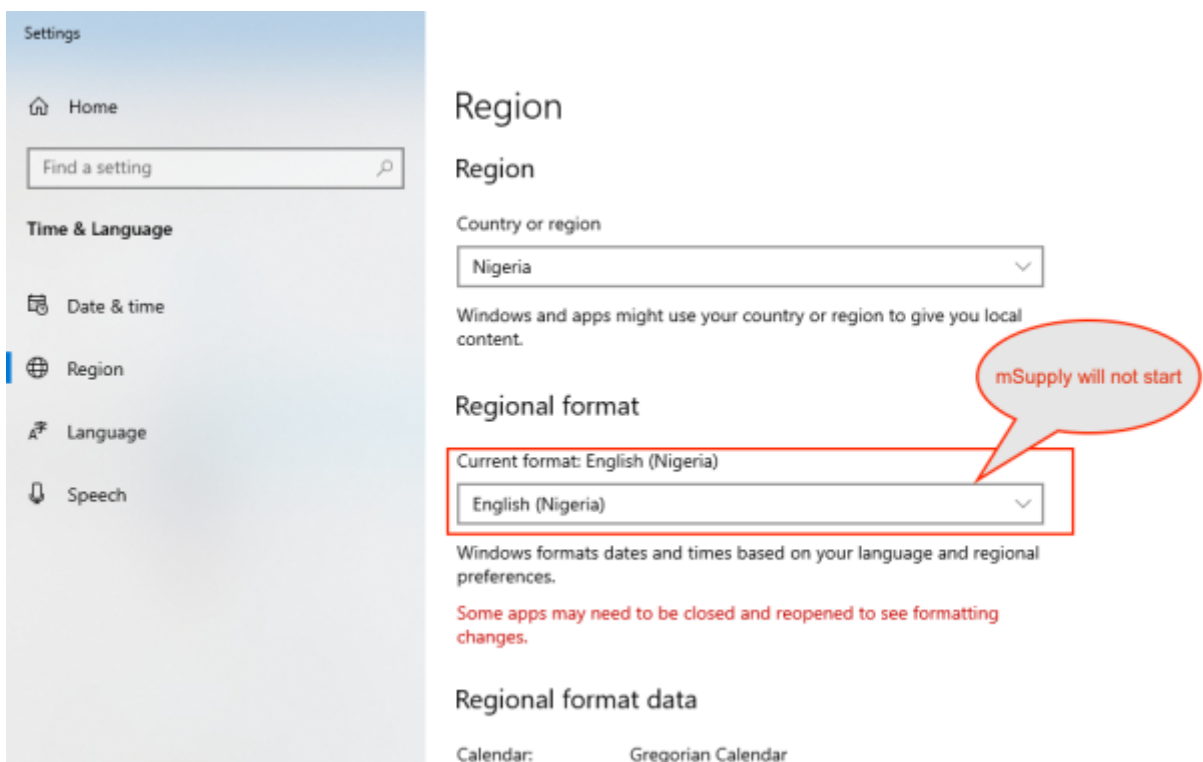 Settings
Home
Find a setting
Time & Language
Date & time
Region
Language
Speech
Region
Region
Country or region
Nigeria
Windows and apps might use your country or region to give you local
content.
mSupply will not start
Regional format
Current format: English (Nigeria)
English (Nigeria)
Windows formats dates and times based on your language and regional
preferences.
Some apps may need to be closed and reopened to see formatting
changes.
Regional format data
Calendar: Gregorian Calendar